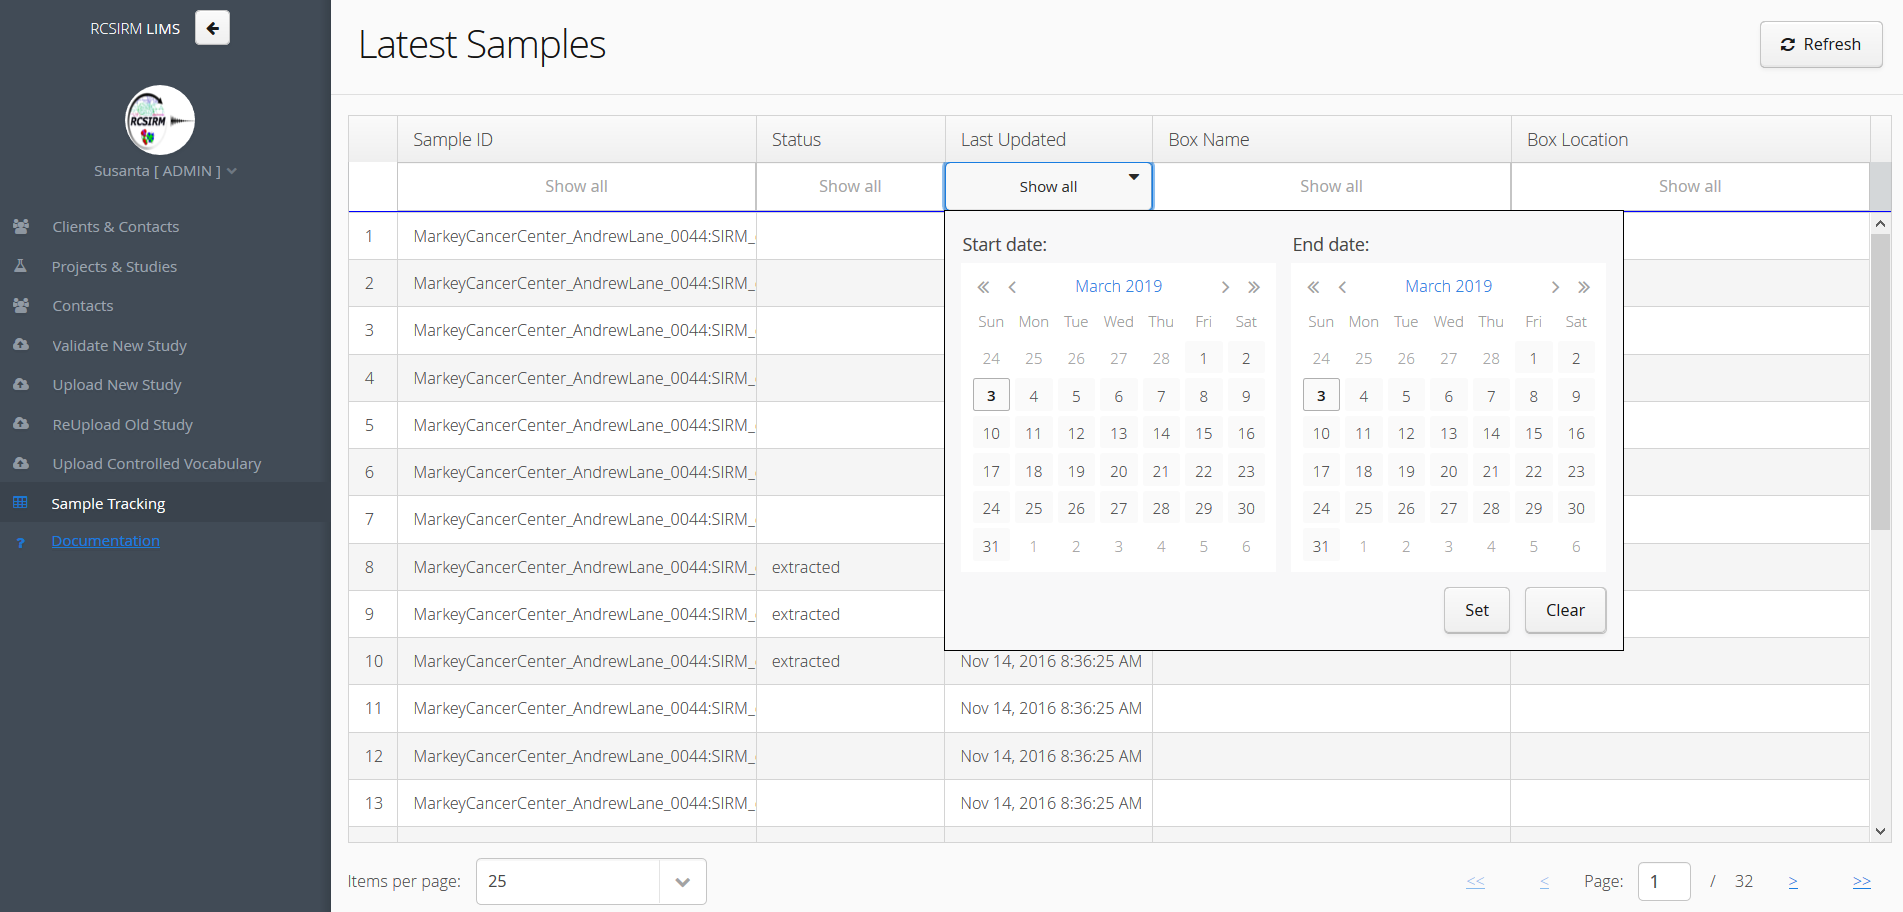 RCSIRM LIMS
RCSIRM
Susanta [ ADMIN ]
Clients & Contacts
Projects & Studies
Contacts
Validate New Study
Upload New Study
ReUpload Old Study
Upload Controlled Vocabulary
Sample Tracking
? Documentation
Latest Samples
Refresh
Sample ID Status Last Updated Box Name Box Location
Show all Show all Show all Show all Show all
1 MarkeyCancerCenter_AndrewLane_0044:SIRM_
2 MarkeyCancerCenter_AndrewLane_0044:SIRM_
3 MarkeyCancerCenter_AndrewLane_0044:SIRM_
4 MarkeyCancerCenter_AndrewLane_0044:SIRM_
5 MarkeyCancerCenter_AndrewLane_0044:SIRM_
6 MarkeyCancerCenter_AndrewLane_0044:SIRM_
7 MarkeyCancerCenter_AndrewLane_0044:SIRM_
8 MarkeyCancerCenter_AndrewLane_0044:SIRM_ extracted
9 MarkeyCancerCenter_AndrewLane_0044:SIRM_ extracted
10 MarkeyCancerCenter_AndrewLane_0044:SIRM_ extracted Nov 14, 2016 8:36:25 AM
11 MarkeyCancerCenter_AndrewLane_0044:SIRM_ Nov 14, 2016 8:36:25 AM
12 MarkeyCancerCenter_AndrewLane_0044:SIRM_ Nov 14, 2016 8:36:25 AM
13 MarkeyCancerCenter_AndrewLane_0044:SIRM_ Nov 14, 2016 8:36:25 AM
Start date:
« ‹ March 2019 › »
Sun Mon Tue Wed Thu Fri Sat
24 25 26 27 28 1 2
3 4 5 6 7 8 9
10 11 12 13 14 15 16
17 18 19 20 21 22 23
24 25 26 27 28 29 30
31 1 2 3 4 5 6
End date:
« ‹ March 2019 › »
Sun Mon Tue Wed Thu Fri Sat
24 25 26 27 28 1 2
3 4 5 6 7 8 9
10 11 12 13 14 15 16
17 18 19 20 21 22 23
24 25 26 27 28 29 30
31 1 2 3 4 5 6
Set Clear
Items per page: 25
<< < Page: 1 / 32 > >>